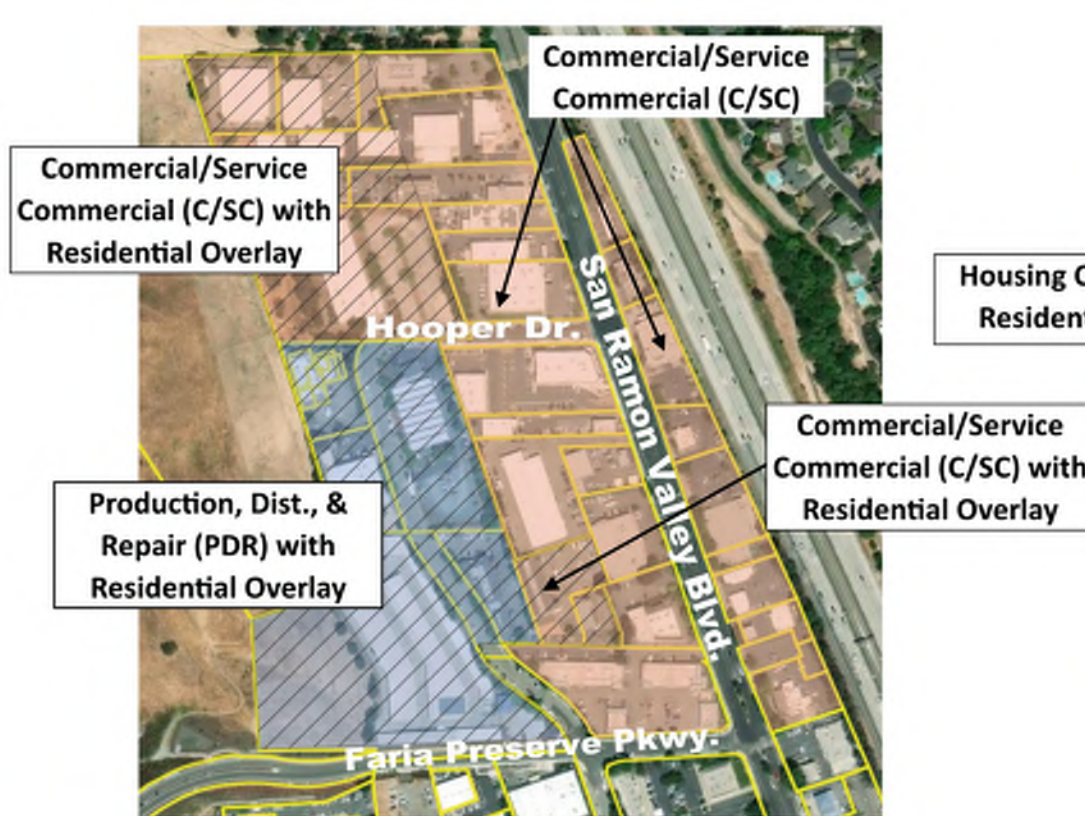 Commercial/Service
Commercial (C/SC)
Commercial/Service
Commercial (C/SC) with
Residential Overlay
San Ramon Valley Blvd.
Hooper Dr.
Housing
Commercial/Service
Commercial (C/SC) with
Residential Overlay
Production, Dist., &
Repair (PDR) with
Residential Overlay
Faria Preserve Pkwy.